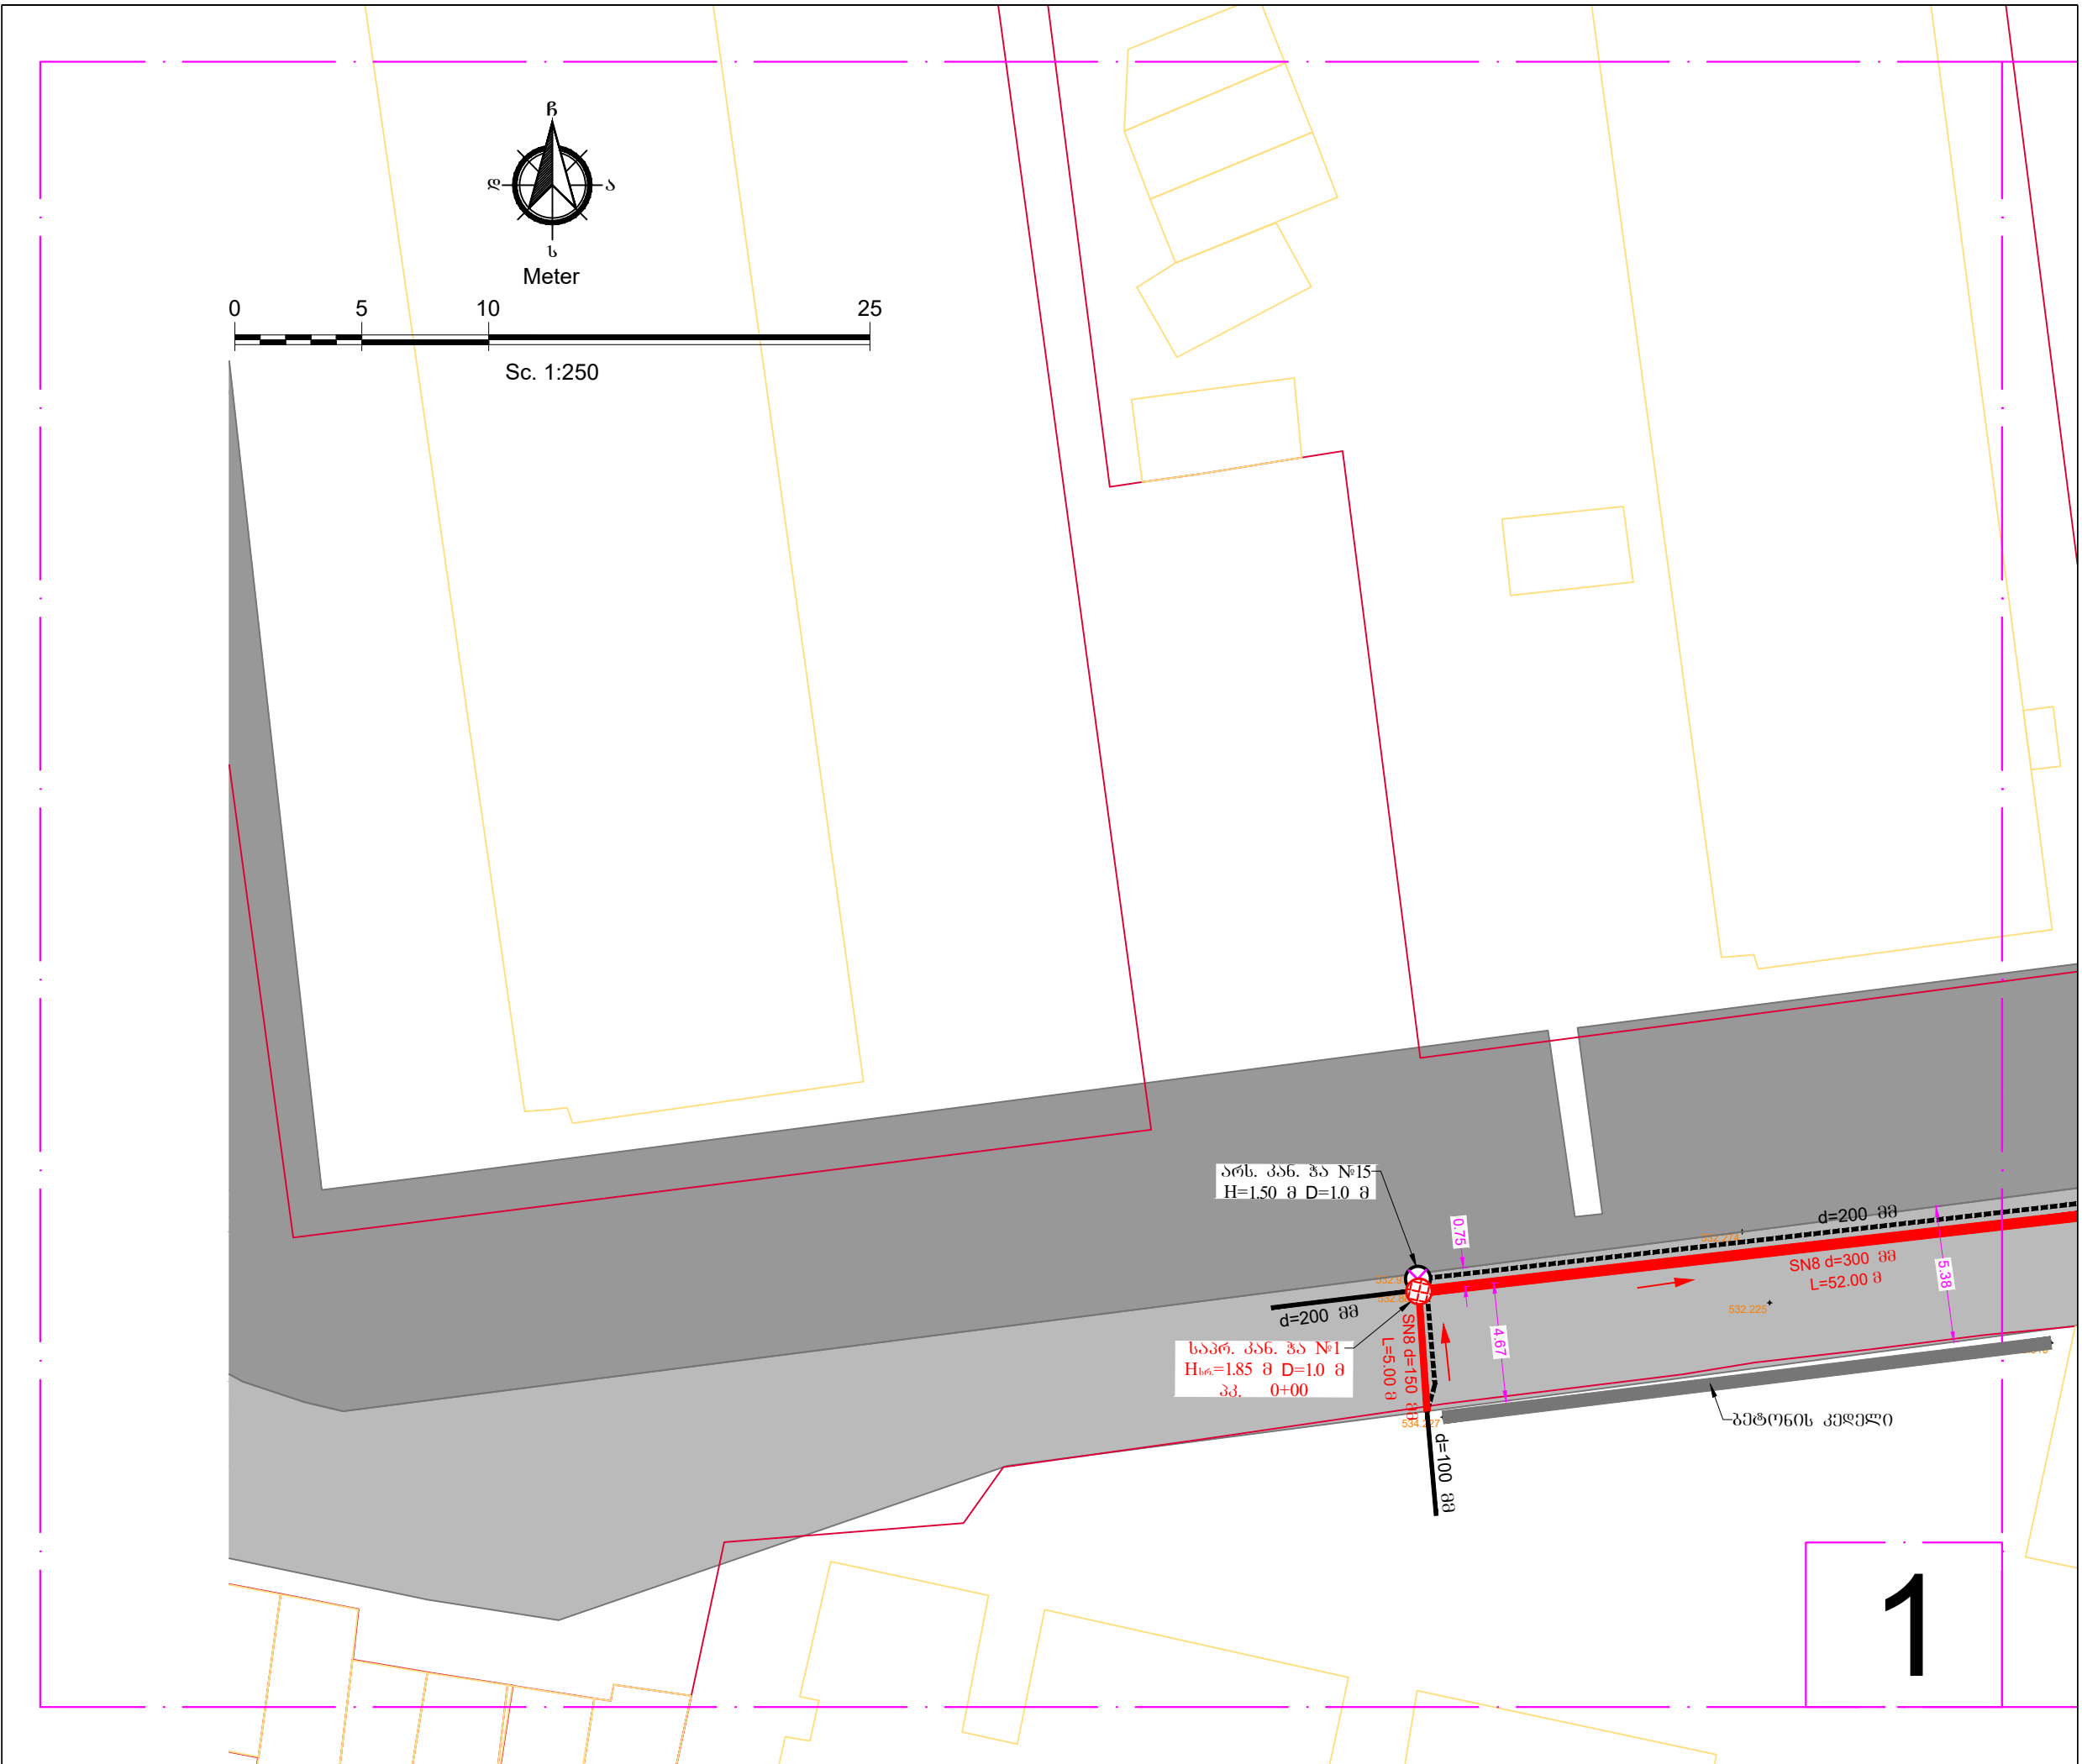 ჩ
დ
ა
ს
Meter
0 5 10 25
Sc. 1:250
არს. კან. ჭა №15
H=1.50 მ D=1.0 მ
0.75
d=200 მმ
5.38
SN8 d=300 მმ
L=52.00 მ
532.225
d=200 მმ
4.67
SN8 d=150 მმ
L=5.00 მ
საპრ. კან. ჭა №1
Hსრ.=1.85 მ D=1.0 მ
პკ. 0+00
534.227
ბეტონის კედელი
d=100 მმ
1